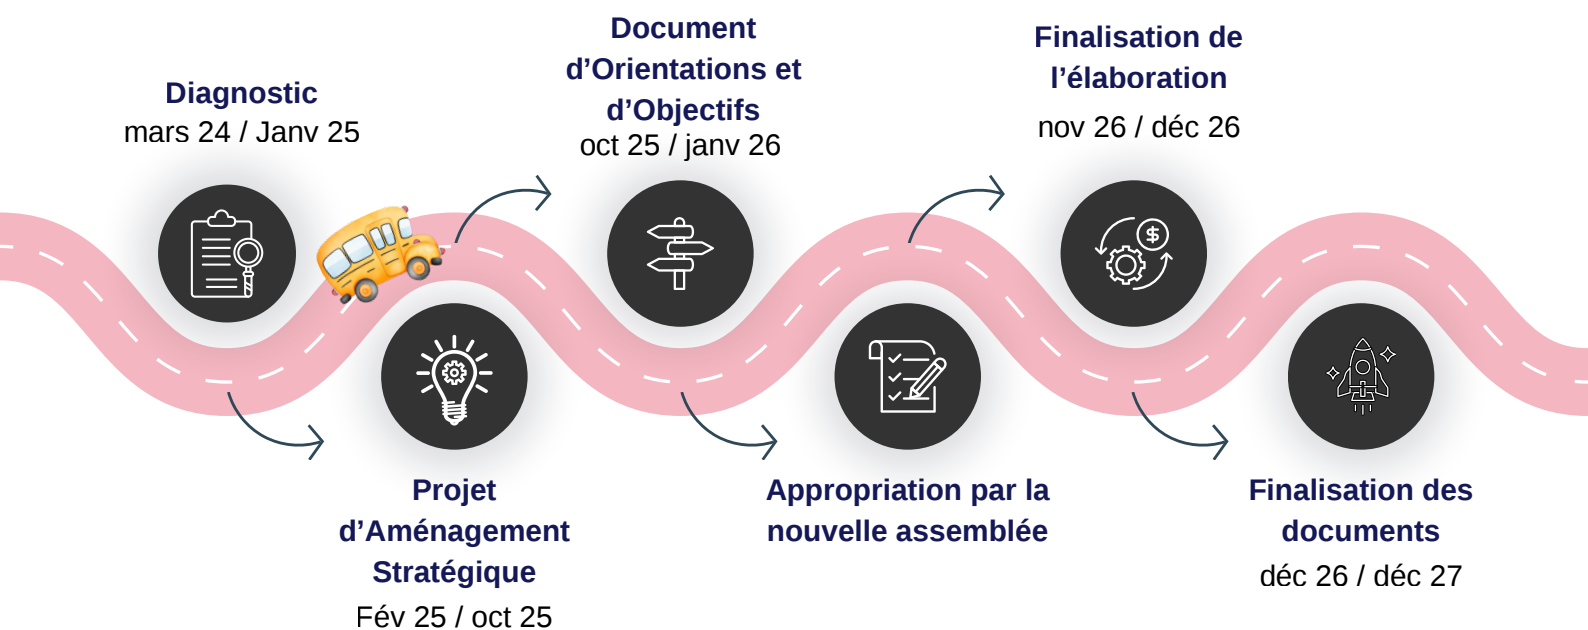 Diagnostic
mars 24 / Janv 25
Projet
d’Aménagement
Stratégique
Fév 25 / oct 25
Document
d’Orientations et
d’Objectifs
oct 25 / janv 26
Appropriation par la
nouvelle assemblée
Finalisation de
l’élaboration
nov 26 / déc 26
$
Finalisation des
documents
déc 26 / déc 27